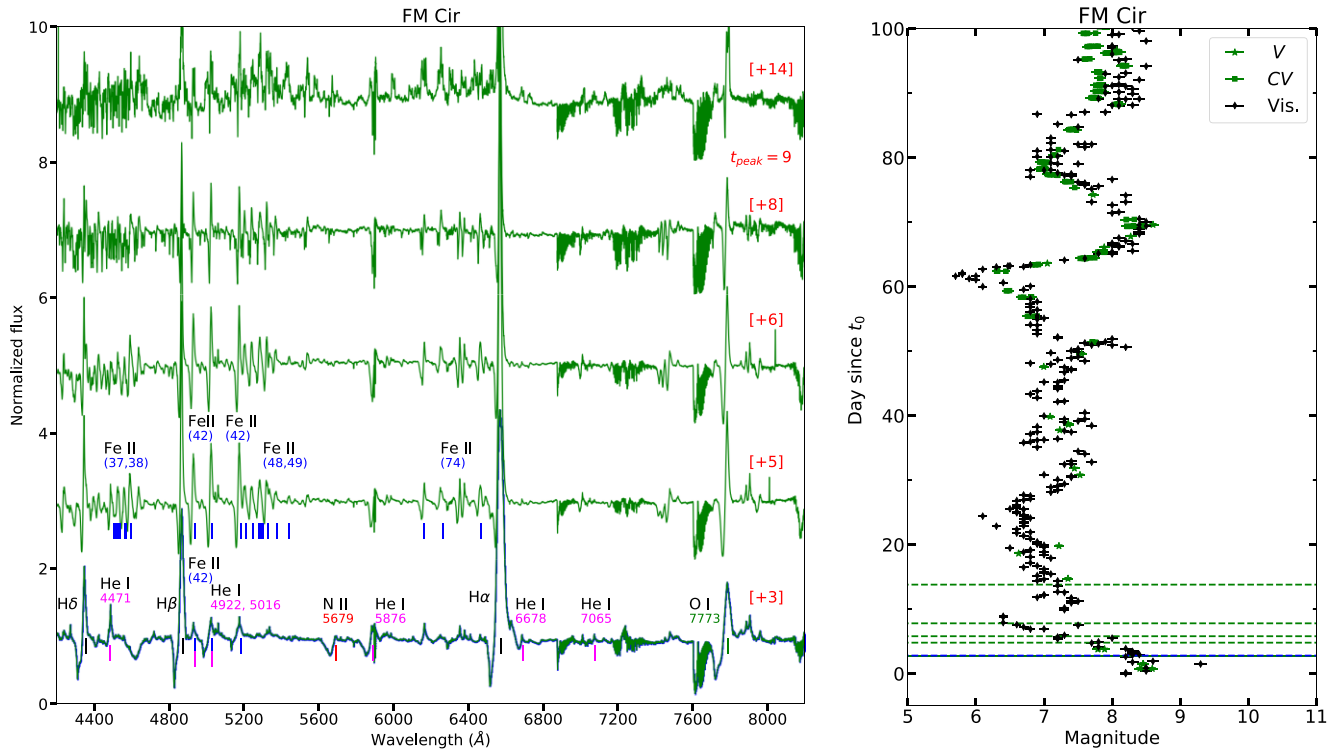 FM Cir
10
8
6
4
2
0
Normalized flux
[+14]
t_peak = 9
[+8]
[+6]
[+5]
[+3]
Fe II
(37,38)
FeII
(42)
Fe II
(42)
Fe II
(48,49)
Fe II
(74)
Hδ
He I
4471
Hβ
Fe II
(42)
He I
4922, 5016
N II
5679
He I
5876
Hα
He I
6678
He I
7065
O I
7773
4400 4800 5200 5600 6000 6400 6800 7200 7600 8000
Wavelength (Å)
FM Cir
V
CV
Vis.
100
80
60
40
20
0
Day since t₀
5 6 7 8 9 10 11
Magnitude